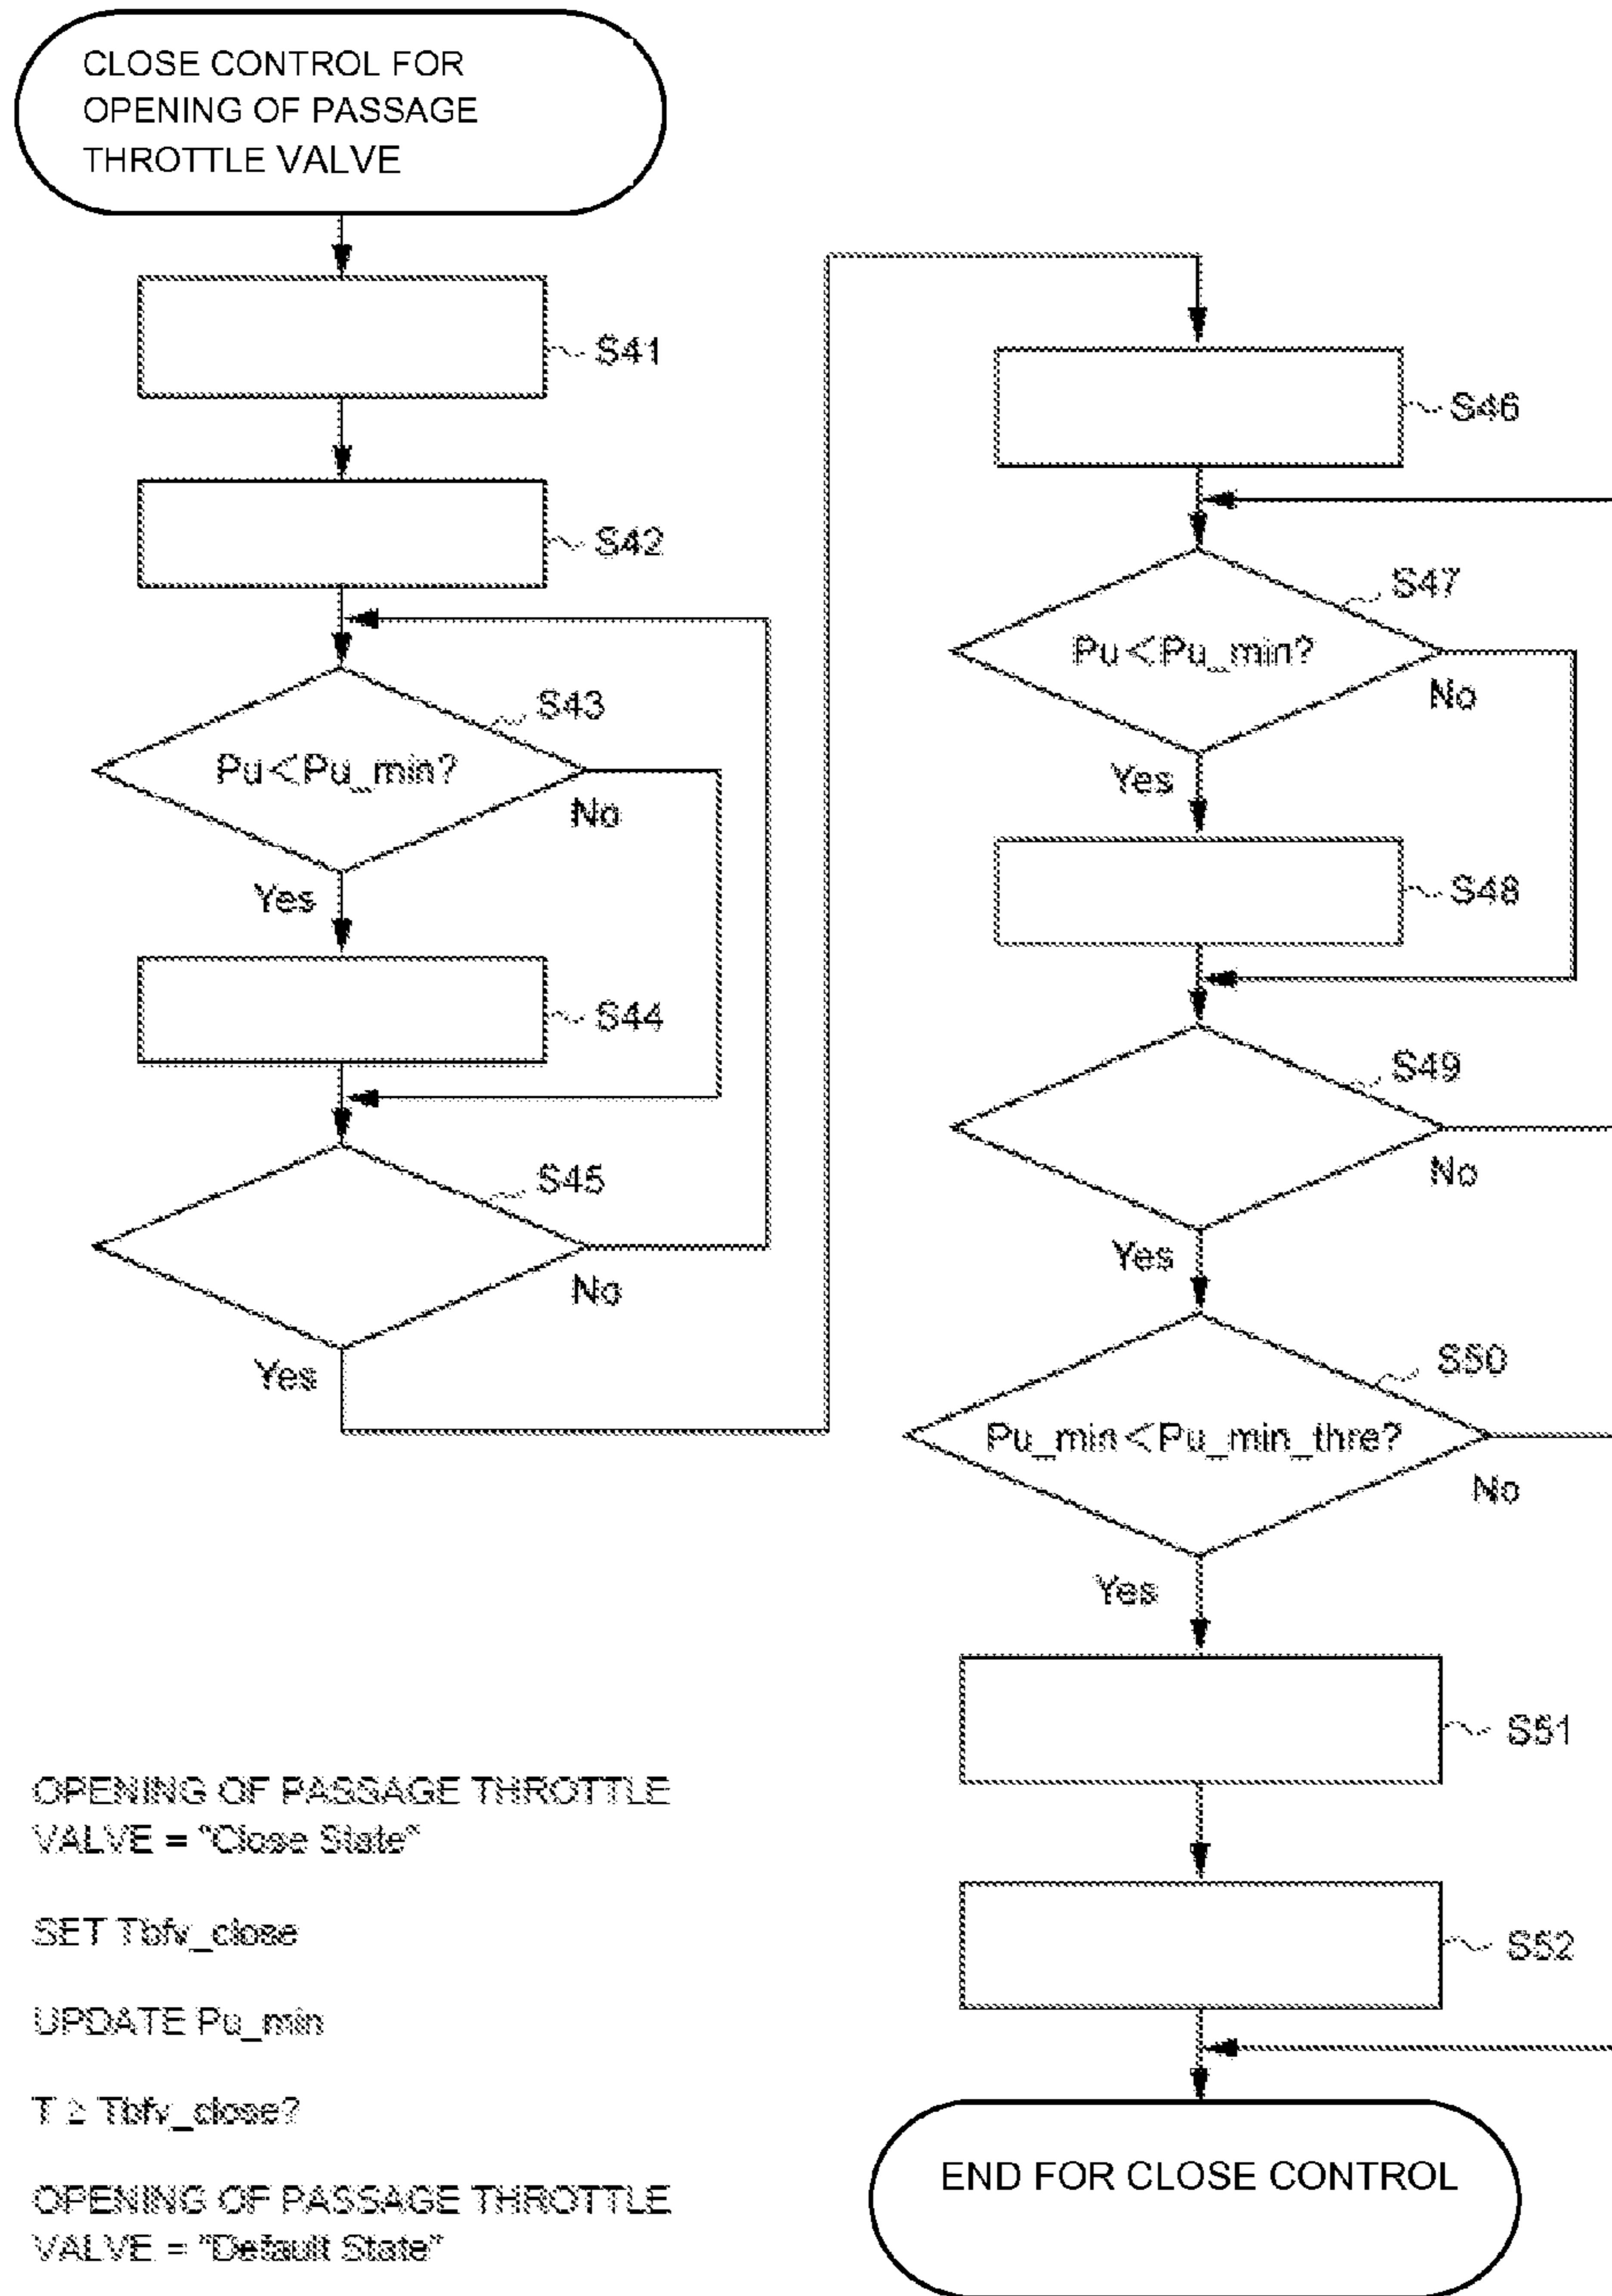 CLOSE CONTROL FOR
OPENING OF PASSAGE
THROTTLE VALVE
S41
S42
S43
Pu<Pu_min?
No
Yes
S44
S45
No
Yes
S46
S47
Pu<Pu_min?
No
Yes
S48
S49
No
Yes
S50
Pu_min<Pu_min_thre?
No
Yes
S51
S52
END FOR CLOSE CONTROL
OPENING OF PASSAGE THROTTLE
VALVE = "Close State"
SET Tbfv_close
UPDATE Pu_min
T ≥ Tbfv_close?
OPENING OF PASSAGE THROTTLE
VALVE = "Default State"